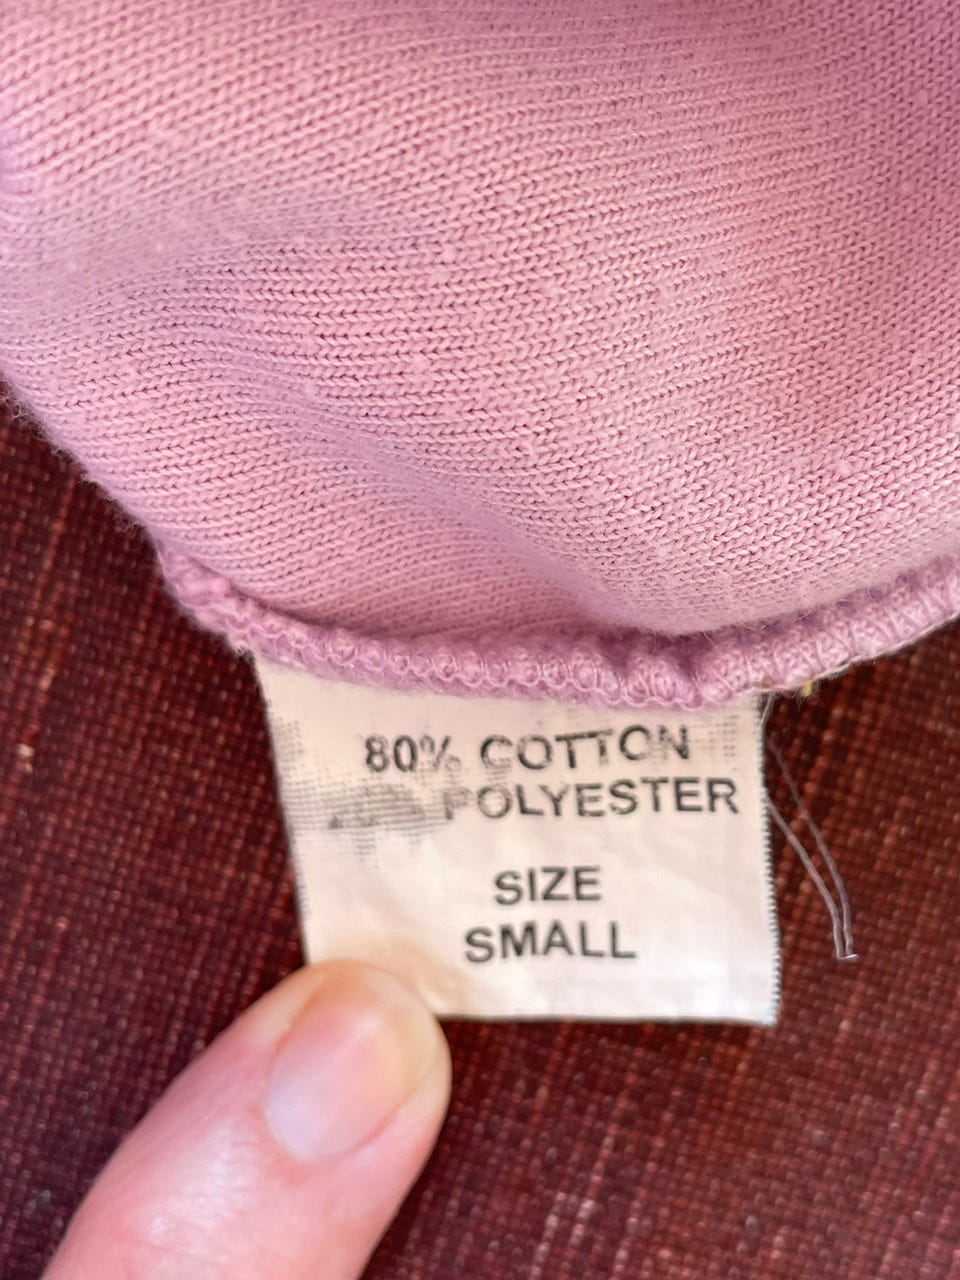 80% COTTON
POLYESTER
SIZE
SMALL